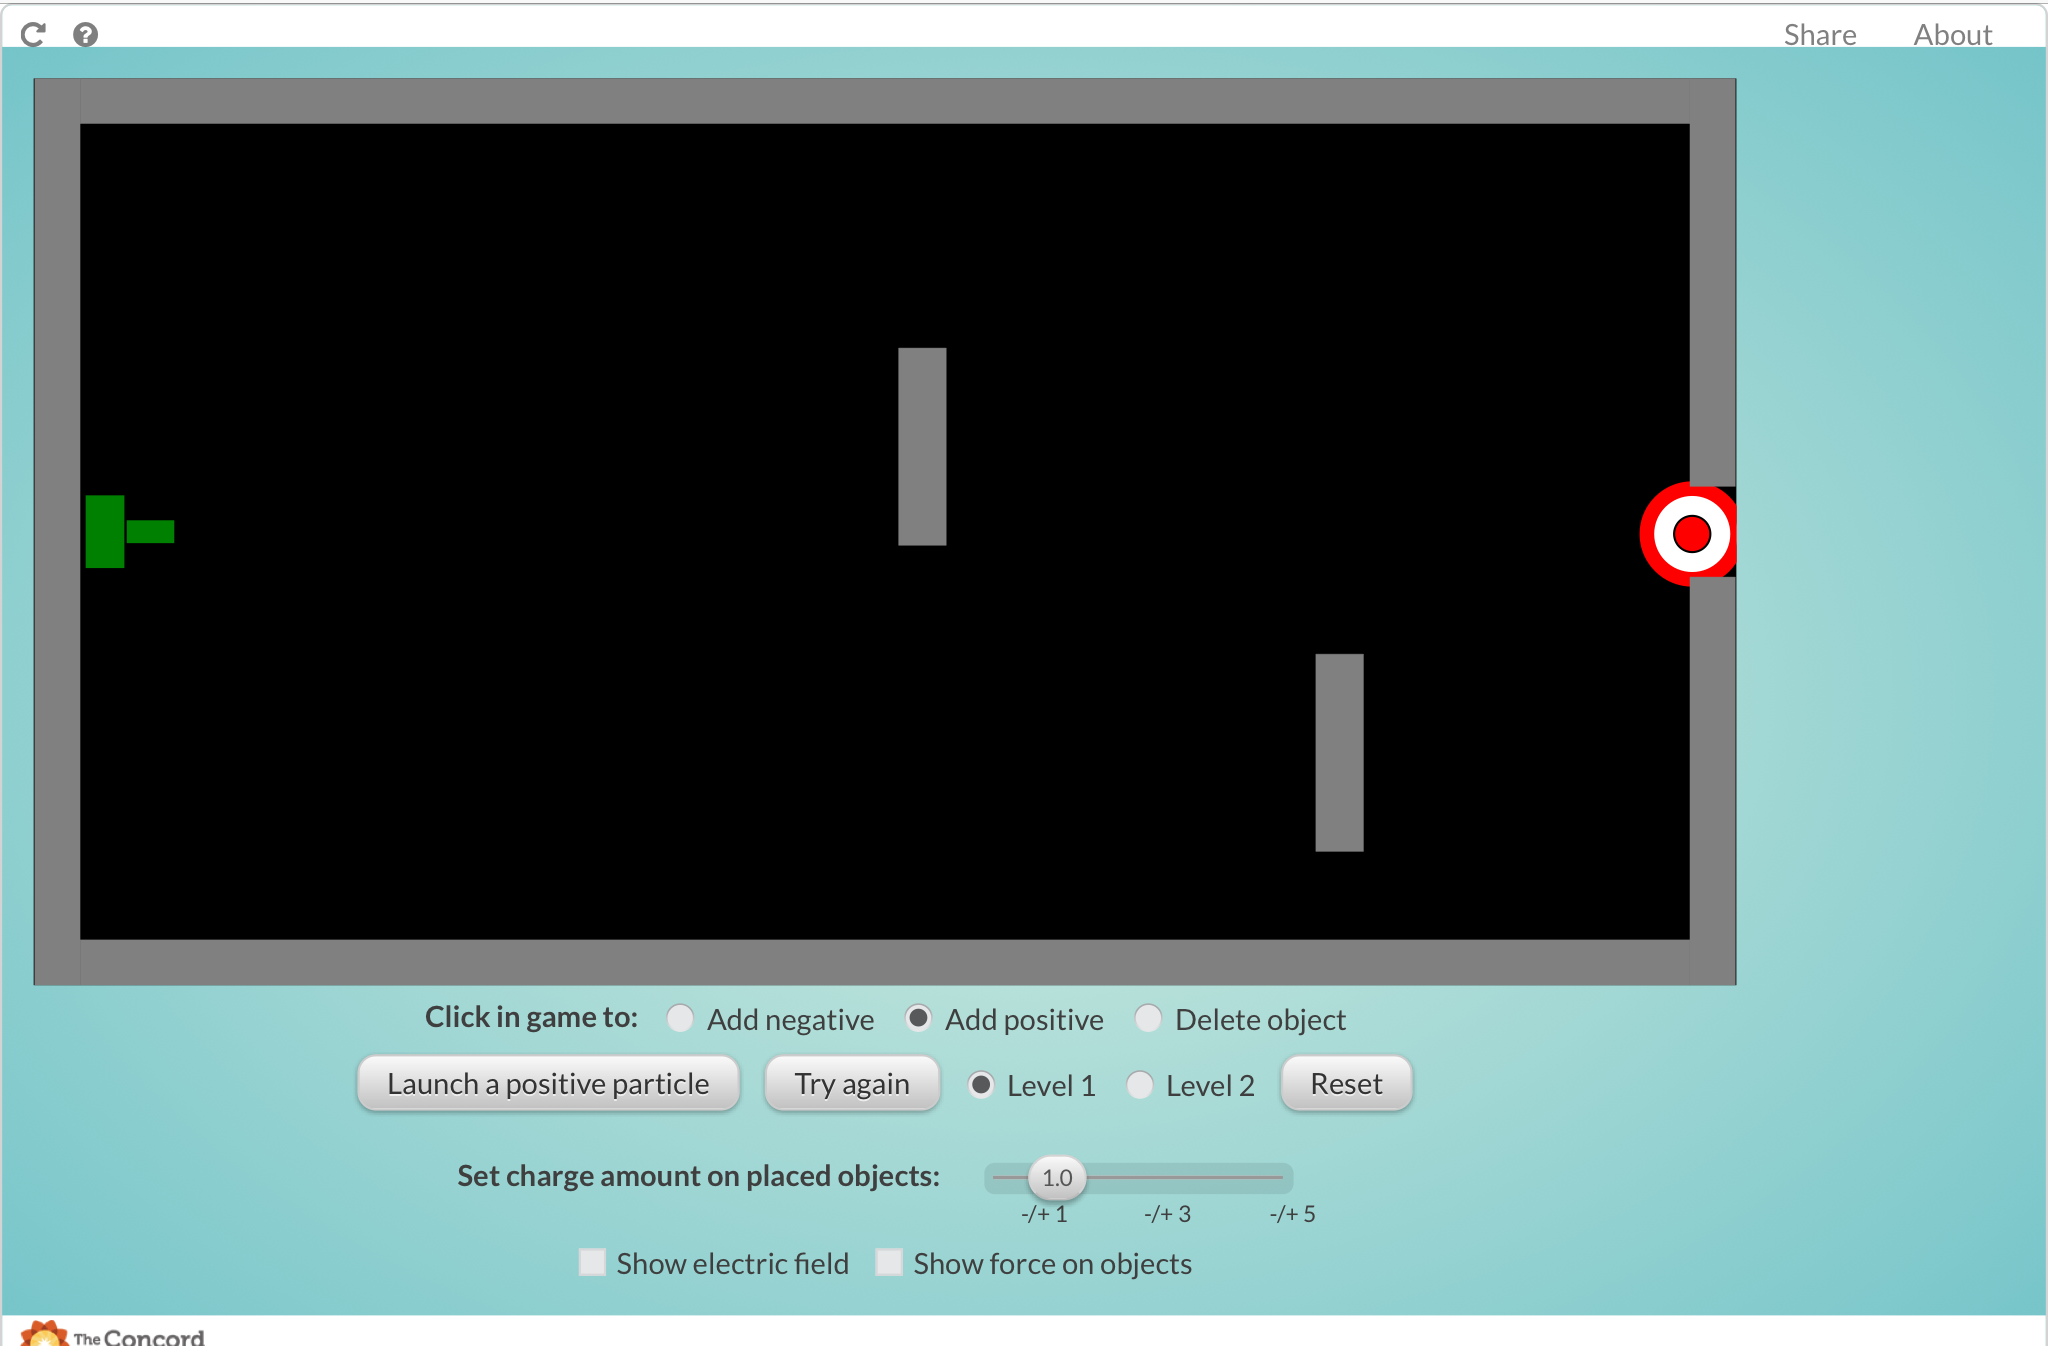 Share About
Click in game to: Add negative Add positive Delete object
Launch a positive particle Try again Level 1 Level 2 Reset
Set charge amount on placed objects: 1.0
-/+ 1 -/+ 3 -/+ 5
Show electric field Show force on objects
The Concord